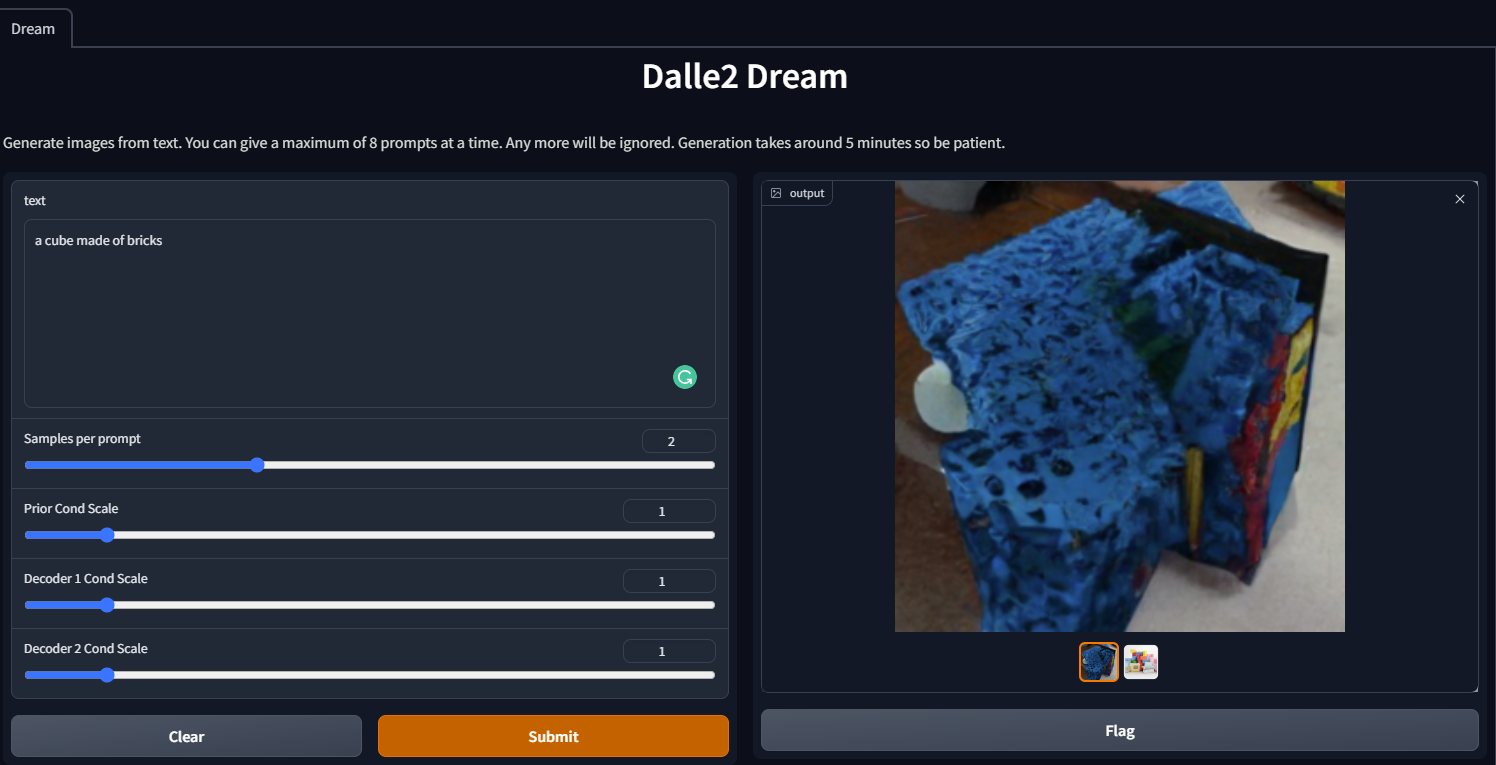 Dream
Dalle2 Dream
Generate images from text. You can give a maximum of 8 prompts at a time. Any more will be ignored. Generation takes around 5 minutes so be patient.
text
a cube made of bricks
Samples per prompt
2
Prior Cond Scale
1
Decoder 1 Cond Scale
1
Decoder 2 Cond Scale
1
Clear
Submit
output
Flag